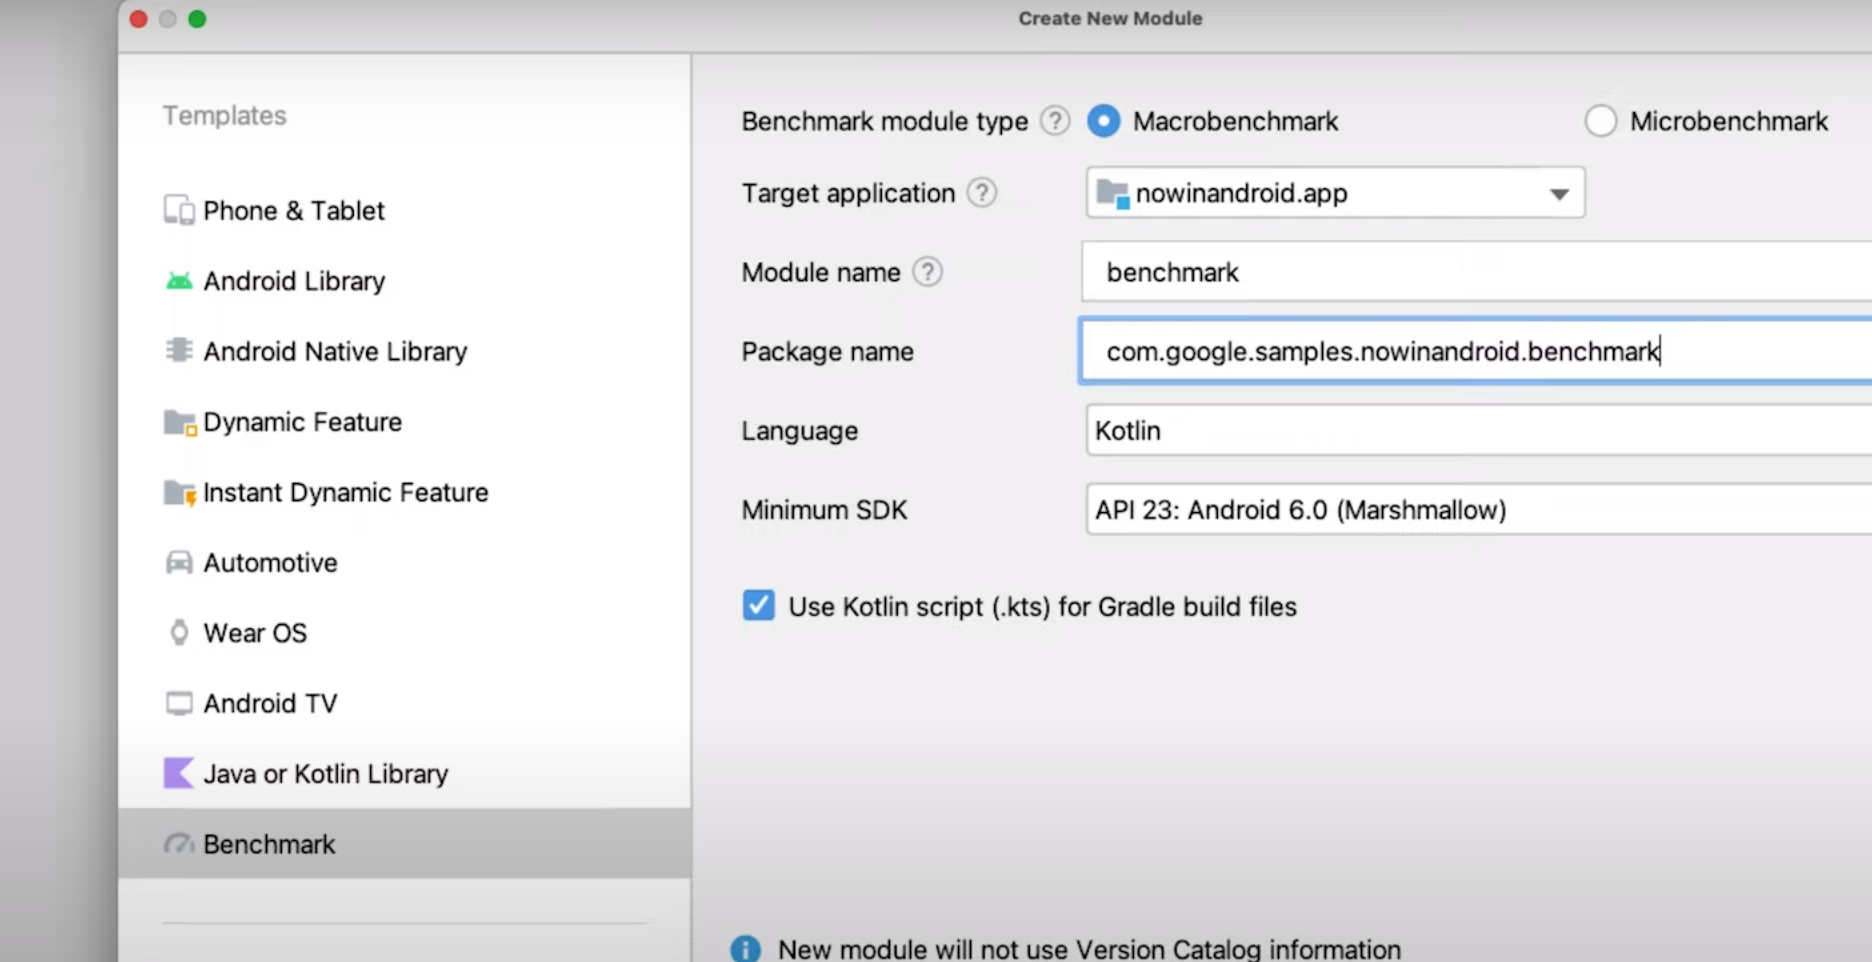 Create New Module
Templates
Phone & Tablet
Android Library
Android Native Library
Dynamic Feature
Instant Dynamic Feature
Automotive
Wear OS
Android TV
Java or Kotlin Library
Benchmark
Benchmark module type ? Macrobenchmark Microbenchmark
Target application ? nowinandroid.app
Module name ? benchmark
Package name com.google.samples.nowinandroid.benchmark
Language Kotlin
Minimum SDK API 23: Android 6.0 (Marshmallow)
Use Kotlin script (.kts) for Gradle build files
New module will not use Version Catalog information